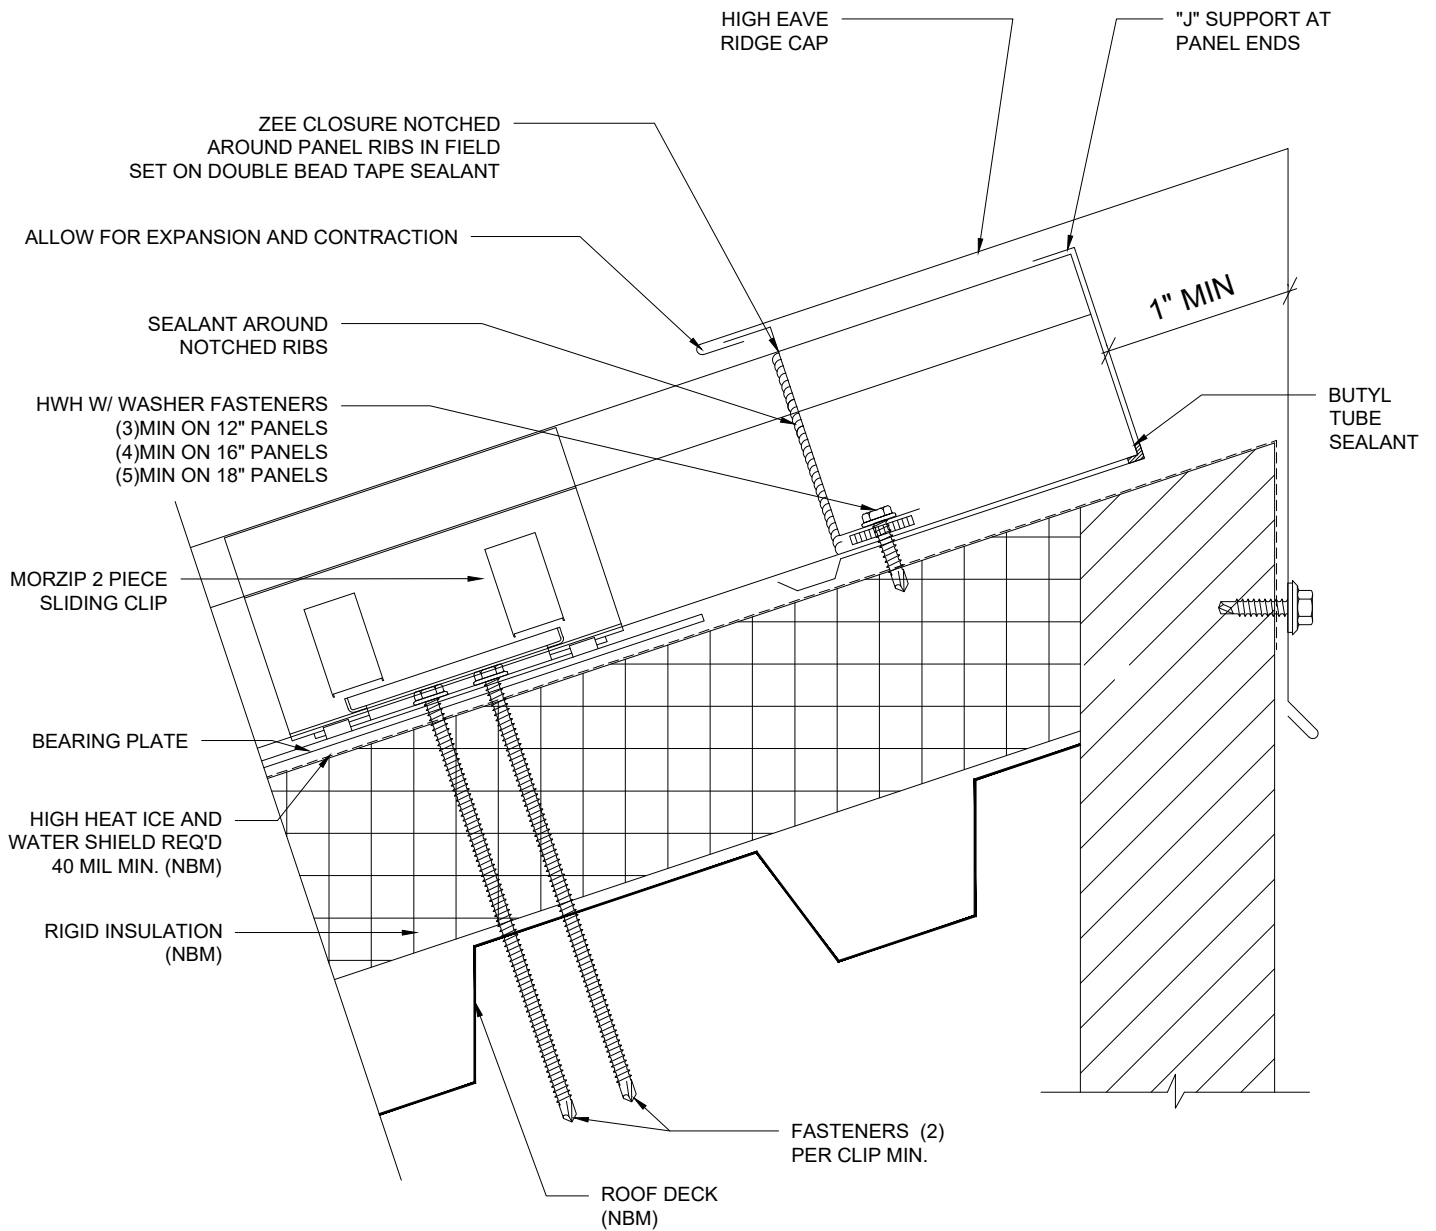 HIGH EAVE
RIDGE CAP
"J" SUPPORT AT
PANEL ENDS
ZEE CLOSURE NOTCHED
AROUND PANEL RIBS IN FIELD
SET ON DOUBLE BEAD TAPE SEALANT
ALLOW FOR EXPANSION AND CONTRACTION
1" MIN
SEALANT AROUND
NOTCHED RIBS
HWH W/ WASHER FASTENERS
(3)MIN ON 12" PANELS
(4)MIN ON 16" PANELS
(5)MIN ON 18" PANELS
BUTYL
TUBE
SEALANT
MORZIP 2 PIECE
SLIDING CLIP
BEARING PLATE
HIGH HEAT ICE AND
WATER SHIELD REQ'D
40 MIL MIN. (NBM)
RIGID INSULATION
(NBM)
FASTENERS (2)
PER CLIP MIN.
ROOF DECK
(NBM)